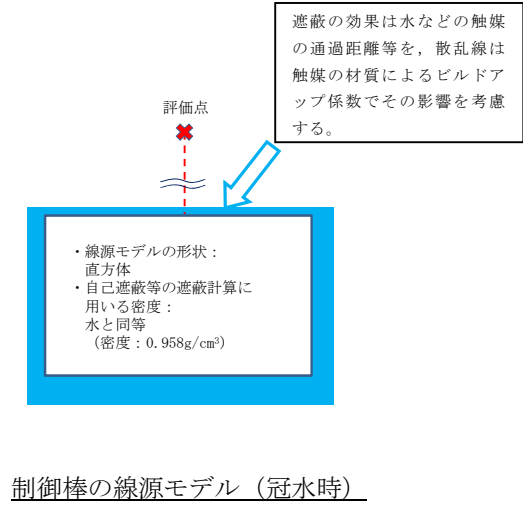 遮蔽の効果は水などの触媒
の通過距離等を，散乱線は
触媒の材質によるビルドア
ップ係数でその影響を考慮
する。
評価点
・線源モデルの形状：
直方体
・自己遮蔽等の遮蔽計算に
用いる密度：
水と同等
（密度：0.958g/cm³）
制御棒の線源モデル（冠水時）